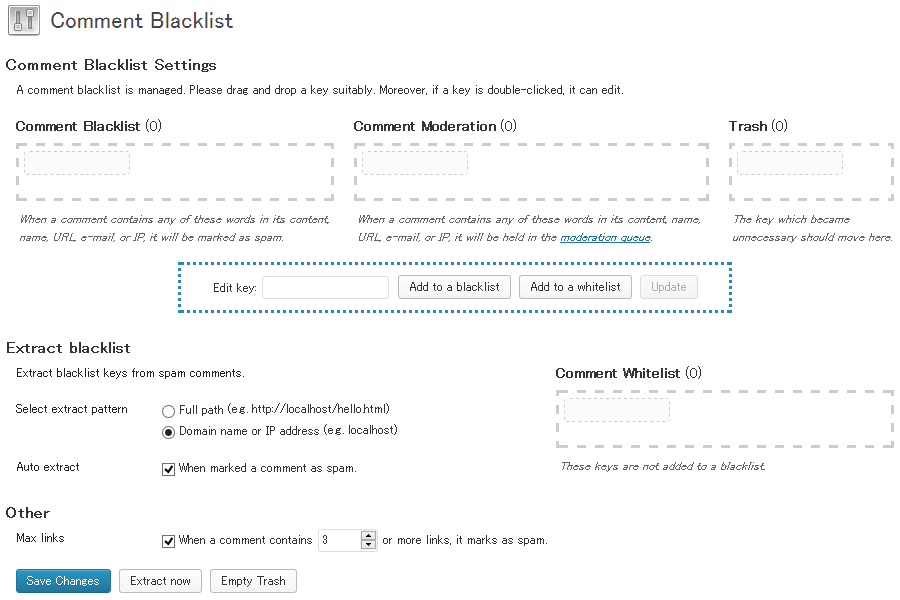 Comment Blacklist
Comment Blacklist Settings
A comment blacklist is managed. Please drag and drop a key suitably. Moreover, if a key is double-clicked, it can edit.
Comment Blacklist (0)
When a comment contains any of these words in its content,
name, URL, e-mail, or IP, it will be marked as spam.
Comment Moderation (0)
When a comment contains any of these words in its content, name,
URL, e-mail, or IP, it will be held in the moderation queue.
Trash (0)
The key which became
unnecessary should move here.
Edit key: Add to a blacklist Add to a whitelist Update
Extract blacklist
Extract blacklist keys from spam comments.
Select extract pattern
Full path (e.g. http://localhost/hello.html)
Domain name or IP address (e.g. localhost)
Auto extract
When marked a comment as spam.
Comment Whitelist (0)
These keys are not added to a blacklist.
Other
Max links
When a comment contains 3 or more links, it marks as spam.
Save Changes Extract now Empty Trash